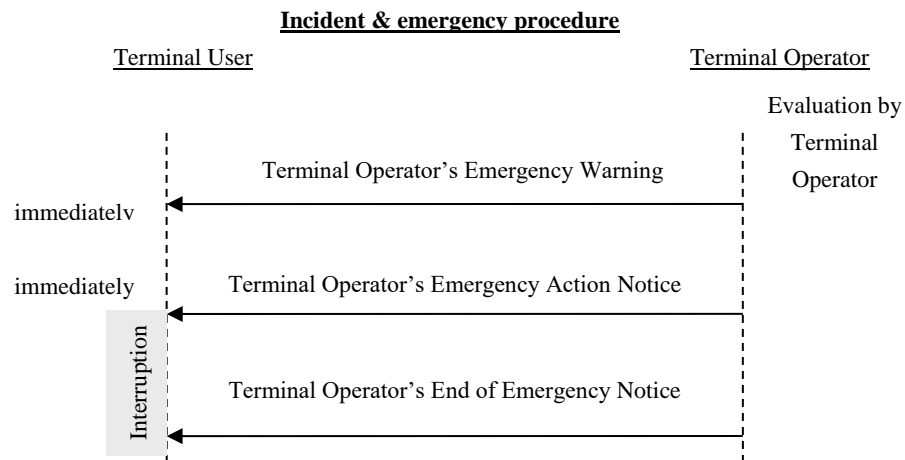 Incident & emergency procedure
Terminal User
Terminal Operator
Evaluation by
Terminal
Operator
Terminal Operator’s Emergency Warning
immediately
immediately
Terminal Operator’s Emergency Action Notice
Interruption
Terminal Operator’s End of Emergency Notice